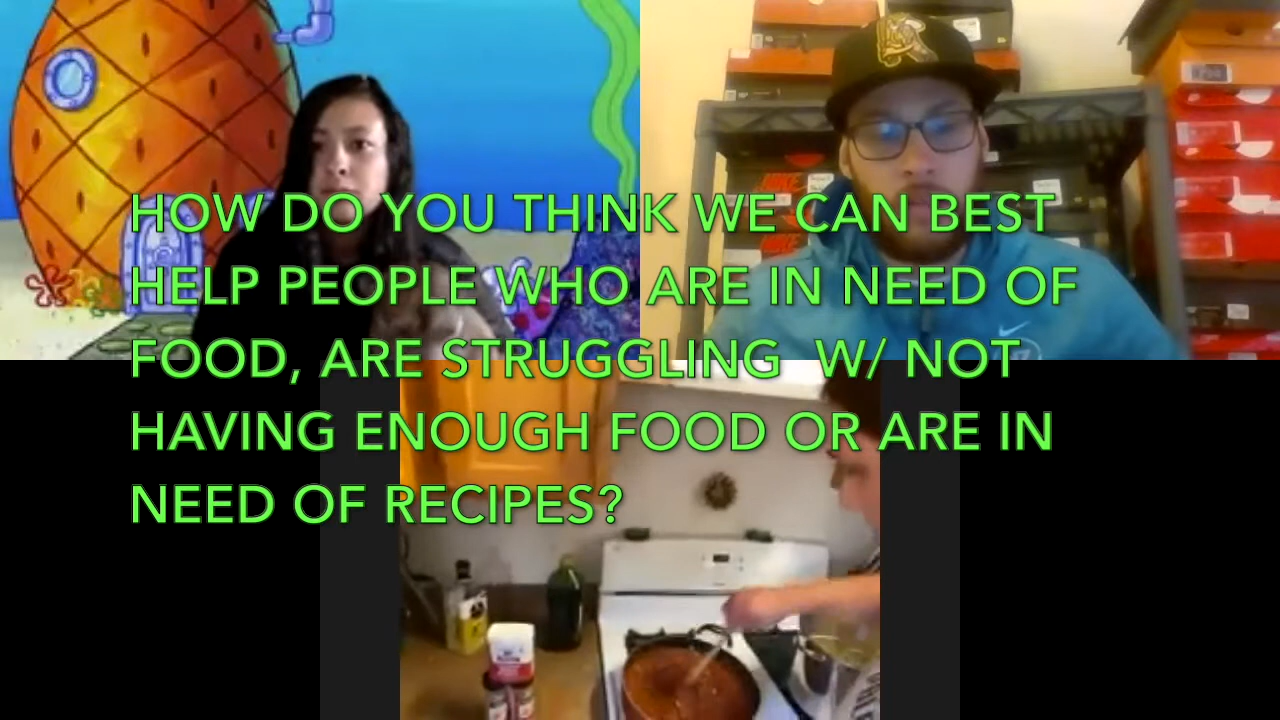 HOW DO YOU THINK WE CAN BEST
HELP PEOPLE WHO ARE IN NEED OF
FOOD, ARE STRUGGLING W/ NOT
HAVING ENOUGH FOOD OR ARE IN
NEED OF RECIPES?
NIKE